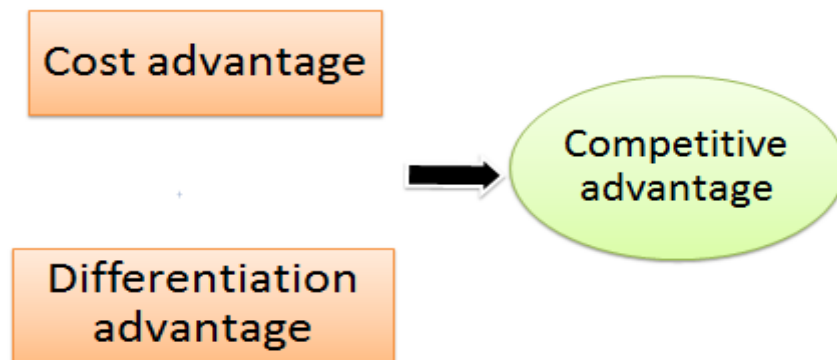 Cost advantage
Competitive
advantage
Differentiation
advantage